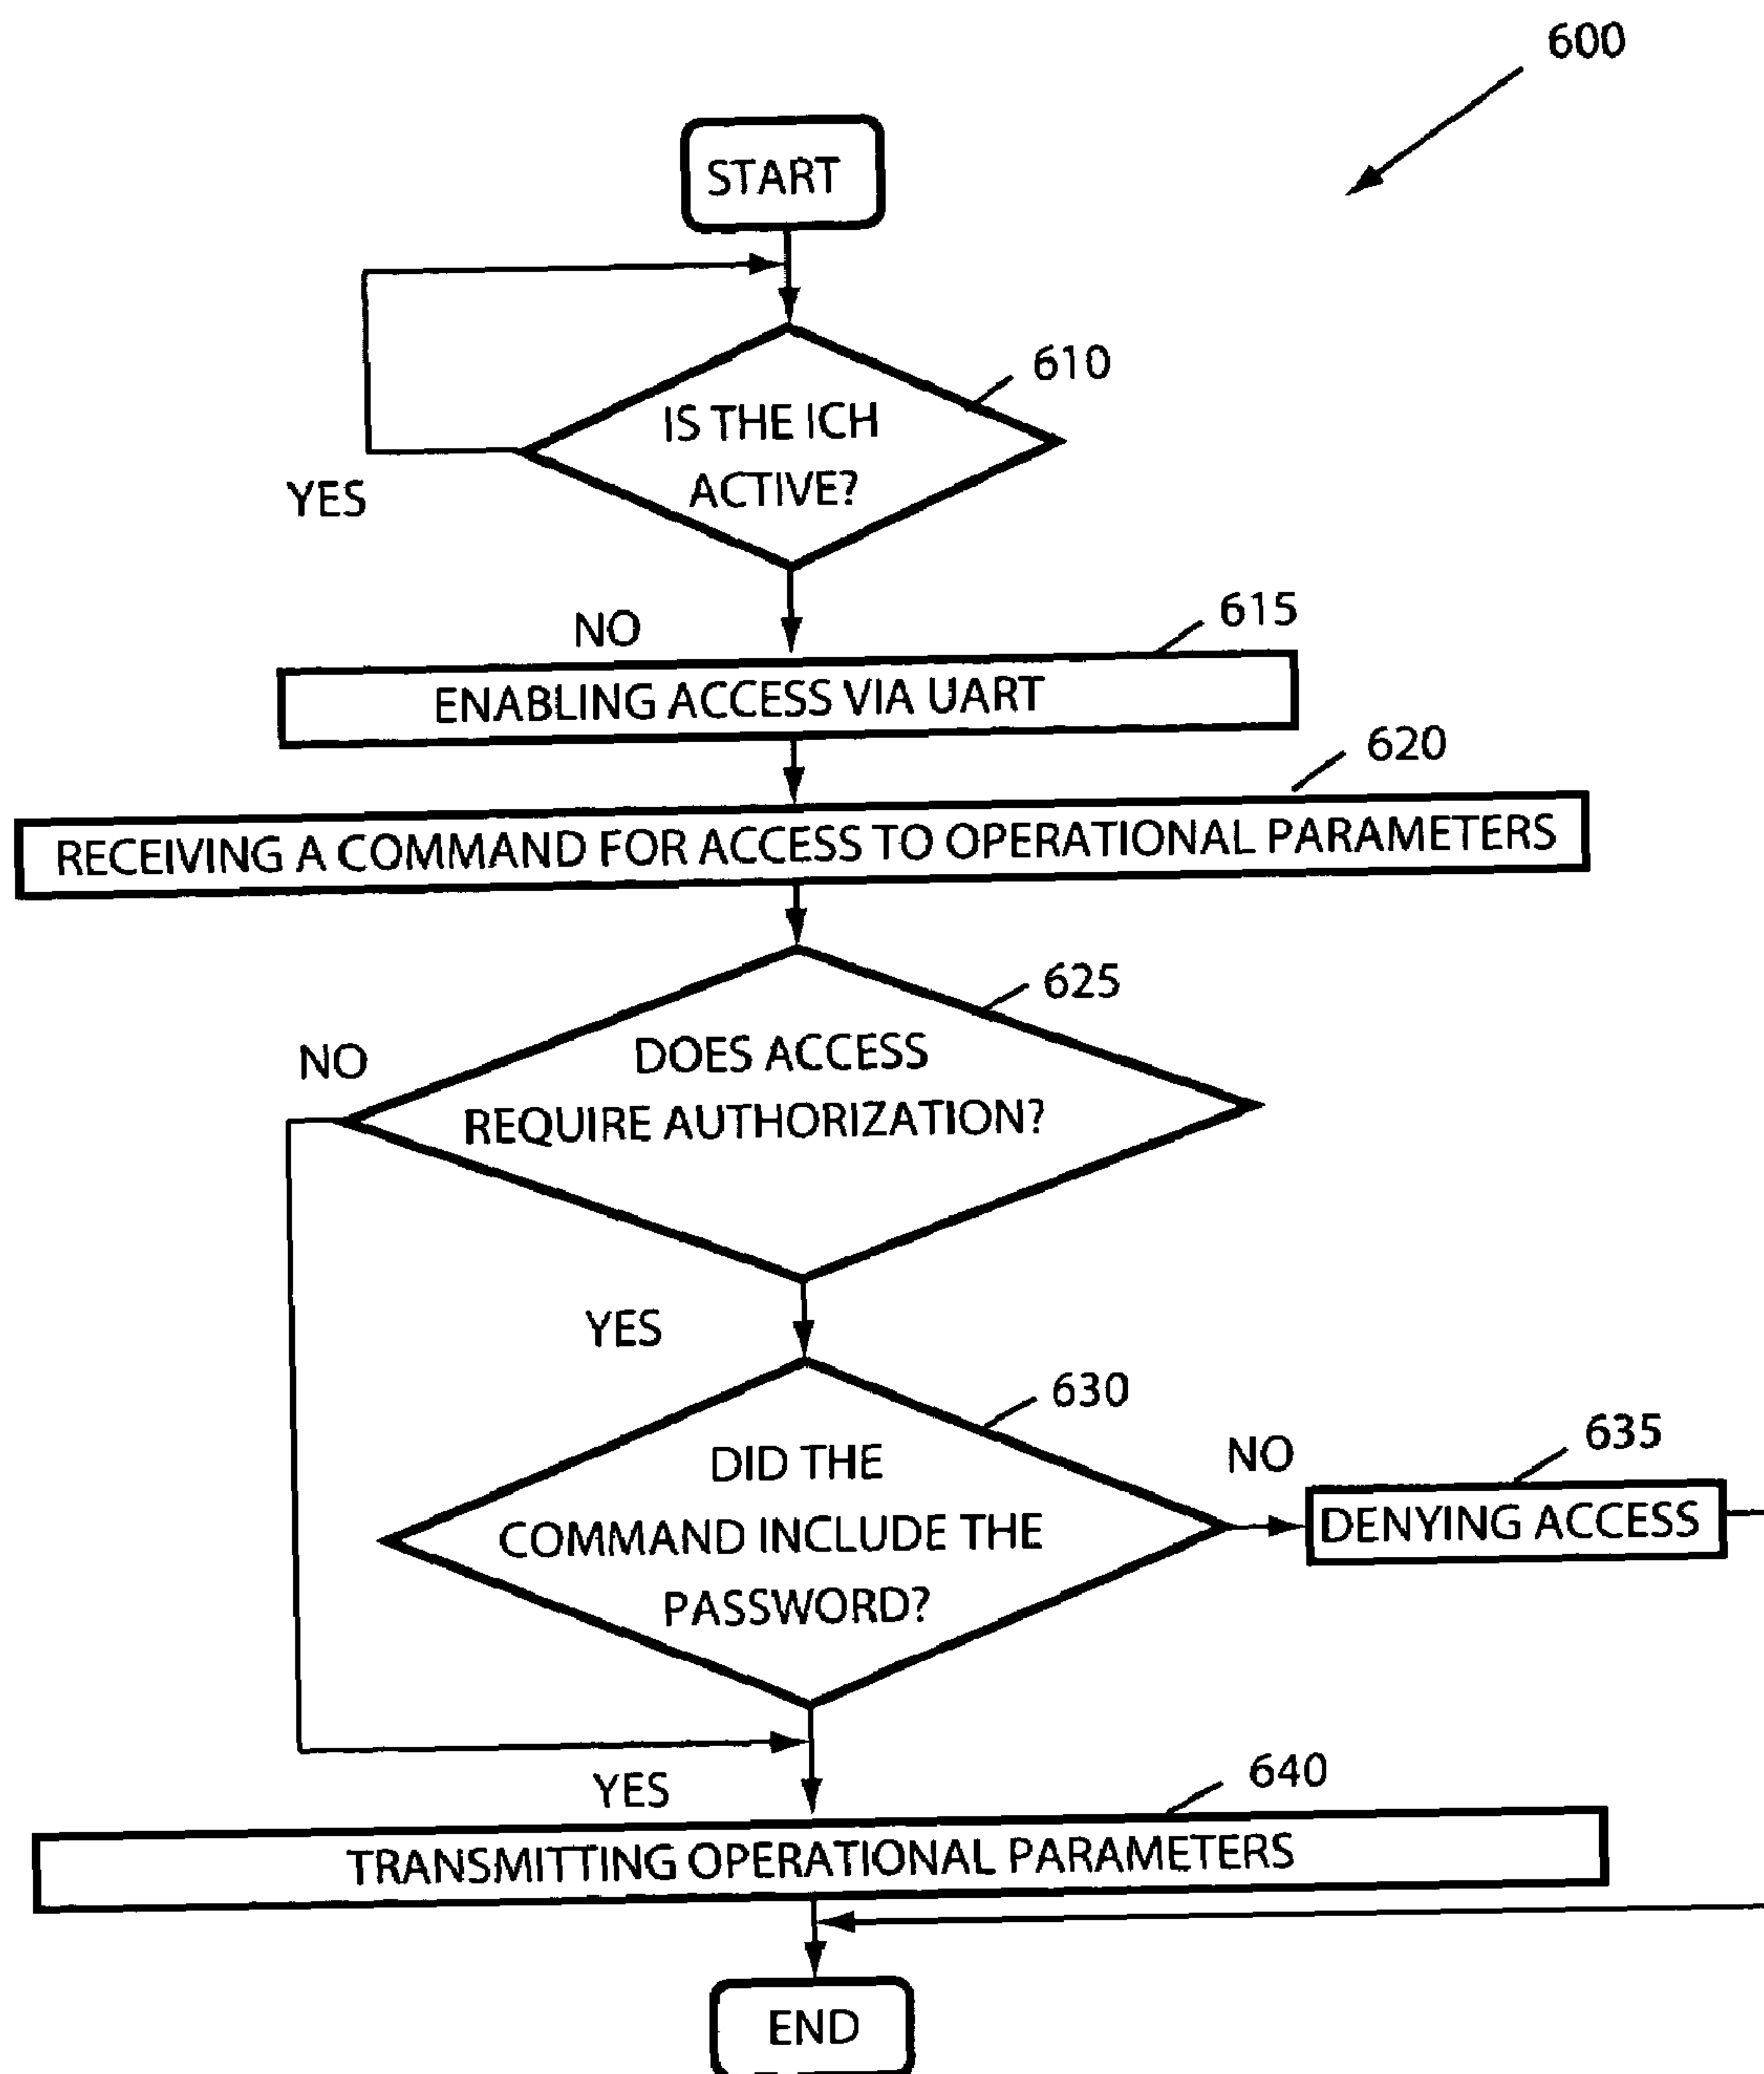 600
START
610
IS THE ICH
ACTIVE?
YES
NO
615
ENABLING ACCESS VIA UART
620
RECEIVING A COMMAND FOR ACCESS TO OPERATIONAL PARAMETERS
625
NO
DOES ACCESS
REQUIRE AUTHORIZATION?
YES
630
DID THE
COMMAND INCLUDE THE
PASSWORD?
NO
635
DENYING ACCESS
YES
640
TRANSMITTING OPERATIONAL PARAMETERS
END